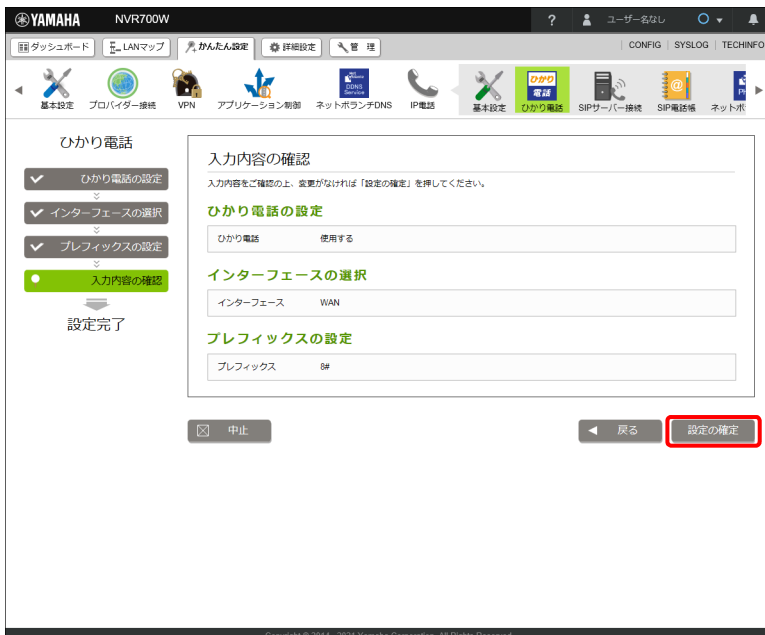 YAMAHA NVR700W ? ユーザー名なし
ダッシュボード LANマップ かんたん設定 詳細設定 管 理 CONFIG SYSLOG TECHINFO
基本設定 プロバイダー接続 VPN アプリケーション制御 ネットボランチDNS IP電話 基本設定 ひかり電話 SIPサーバー接続 SIP電話帳 ネットボ
DDNS
Service
ひかり
電話
ひかり電話
ひかり電話の設定
インターフェースの選択
プレフィックスの設定
入力内容の確認
設定完了
入力内容の確認
入力内容をご確認の上、変更がなければ「設定の確定」を押してください。
ひかり電話の設定
ひかり電話 使用する
インターフェースの選択
インターフェース WAN
プレフィックスの設定
プレフィックス 8#
中止 戻る 設定の確定
Copyright © 2014 - 2021 Yamaha Corporation. All Rights Reserved.